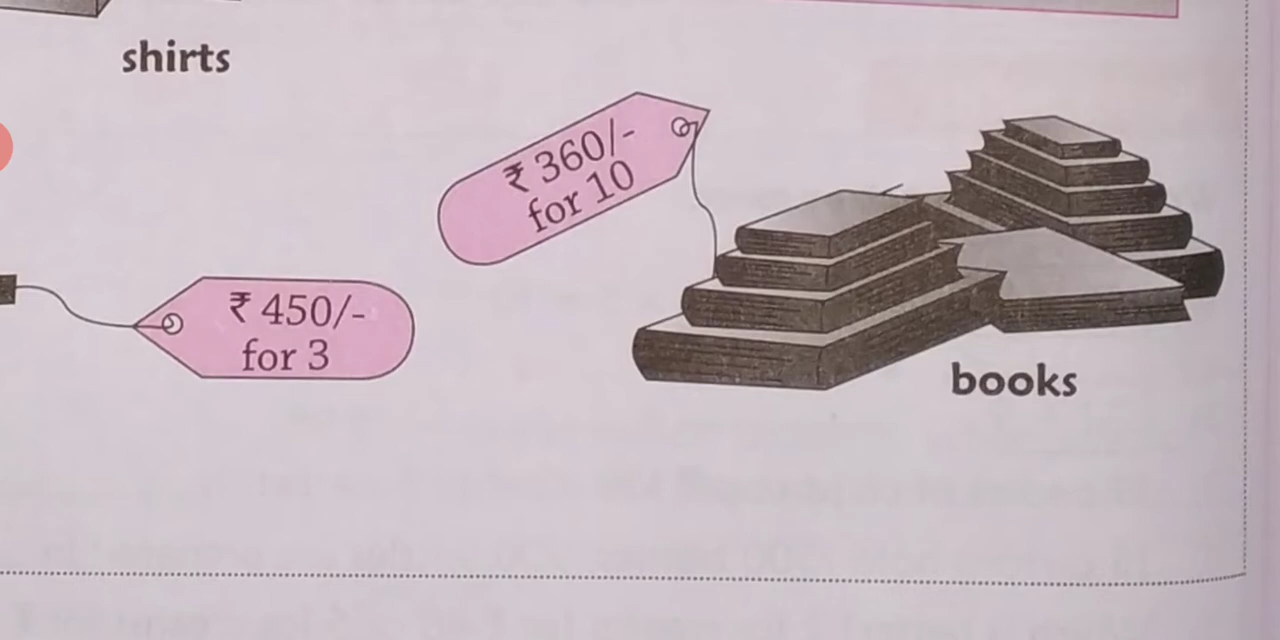 shirts
₹ 360/-
for 10
₹ 450/-
for 3
books